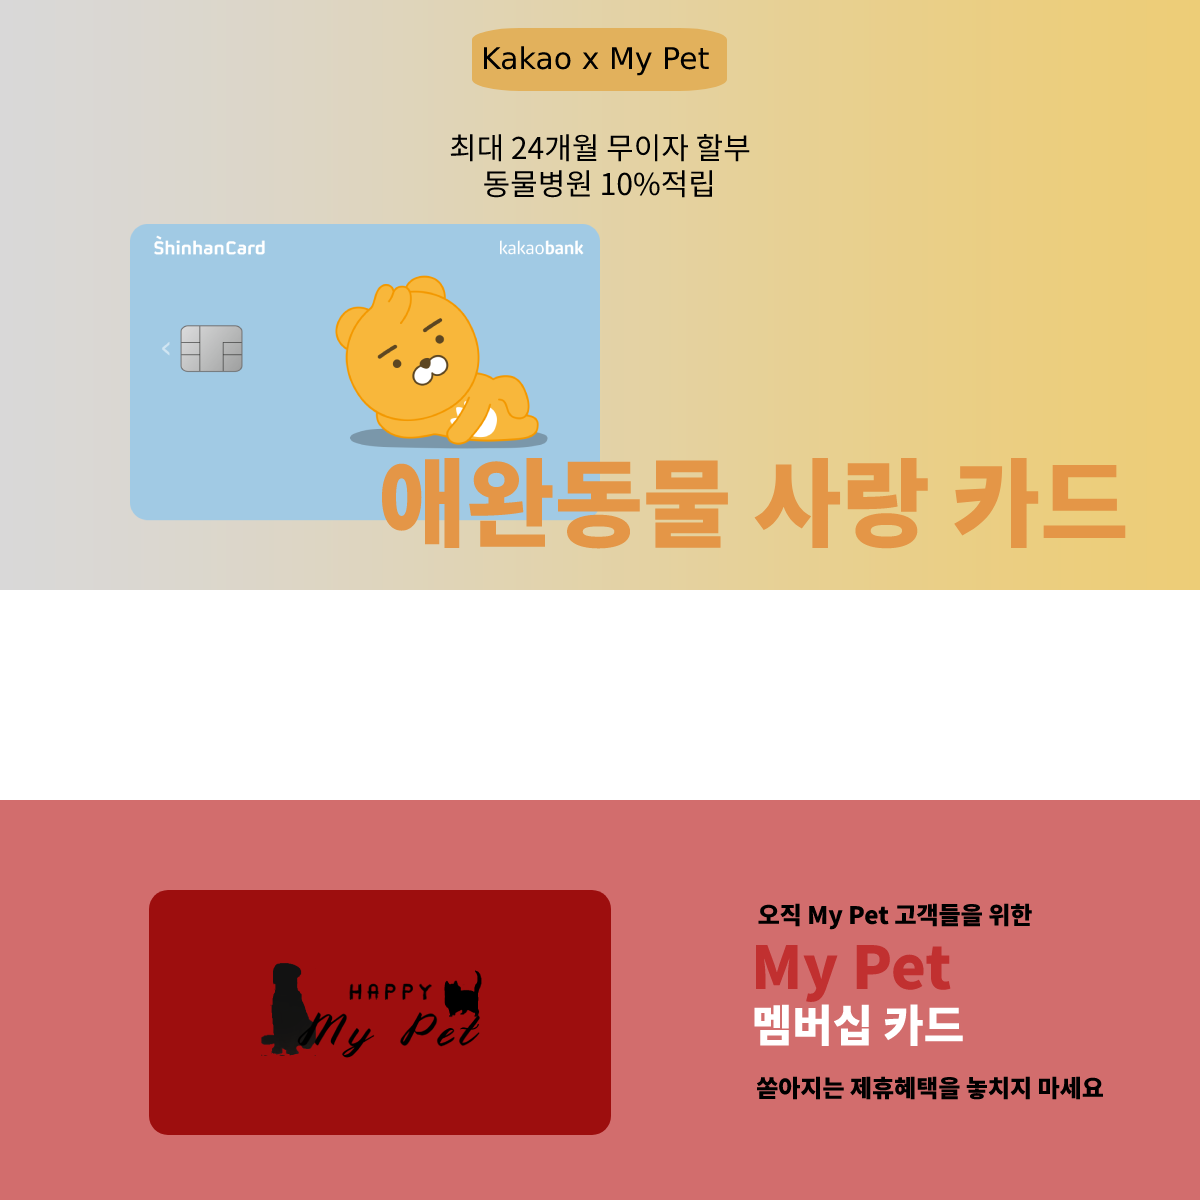 Kakao x My Pet
최대 24개월 무이자 할부
동물병원 10%적립
ShinhanCard
kakaobank
애완동물 사랑 카드
HAPPY
My Pet
오직 My Pet 고객들을 위한
My Pet
멤버십 카드
쏟아지는 제휴혜택을 놓치지 마세요